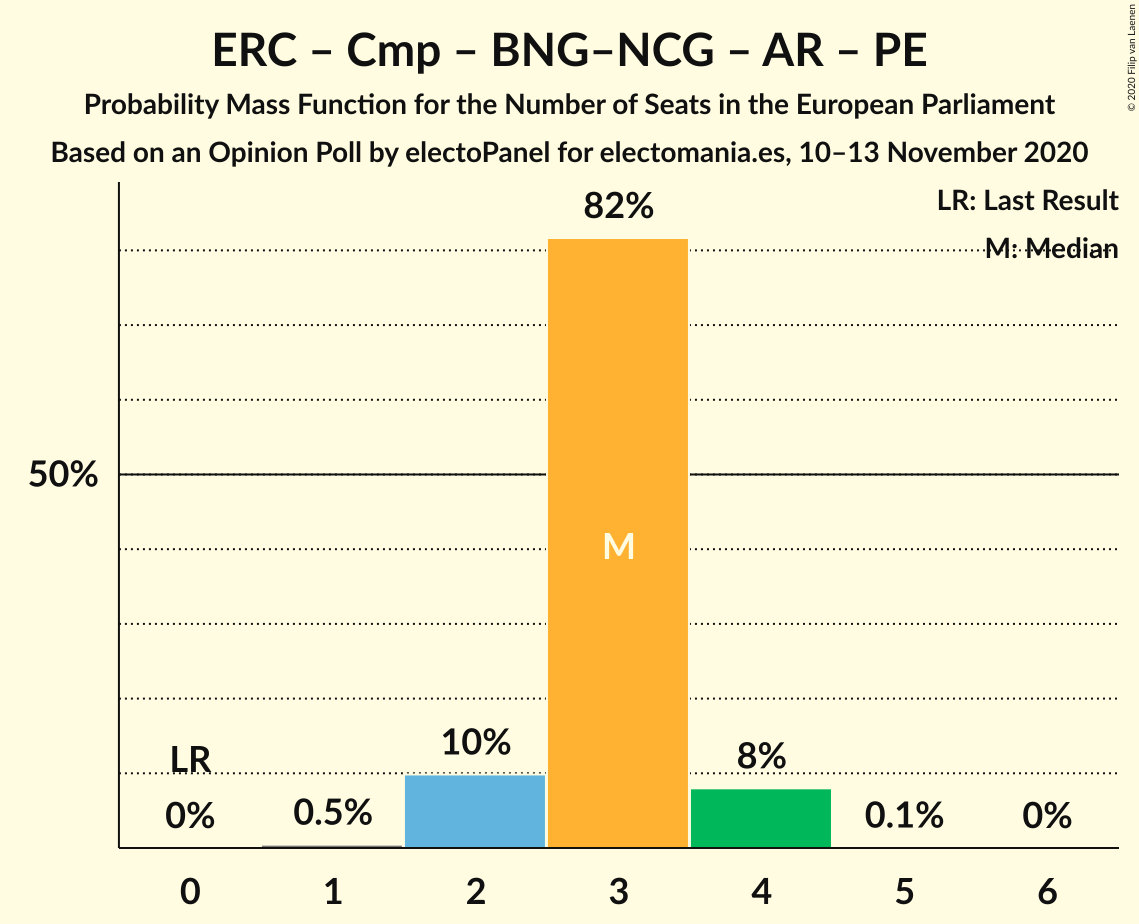 ERC – Cmp – BNG–NCG – AR – PE
Probability Mass Function for the Number of Seats in the European Parliament
Based on an Opinion Poll by electoPanel for electomania.es, 10–13 November 2020
© 2020 Filip van Laenen
LR: Last Result
M: Median
82%
50%
M
LR
10%
8%
0%
0.5%
0.1%
0%
0
1
2
3
4
5
6